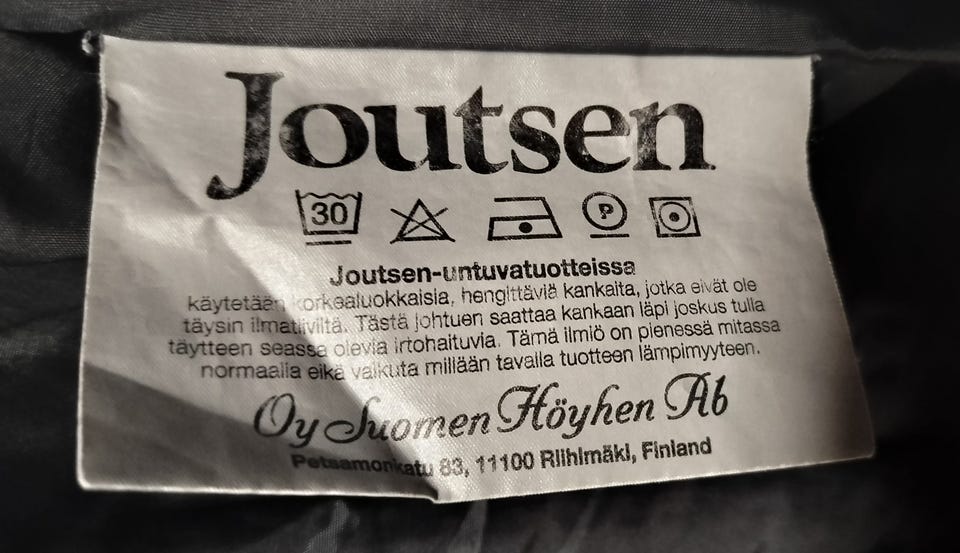 Joutsen
30 P
Joutsen-untuvatuotteissa
käytetään korkealuokkaisia, hengittäviä kankaita, jotka eivät ole
täysin ilmatiiviitä. Tästä johtuen saattaa kankaan läpi joskus tulla
täytteen seassa olevia irtohaituvia. Tämä ilmiö on pienessä mitassa
normaalia eikä vaikuta millään tavalla tuotteen lämpimyyteen.
Oy Suomen Höyhen Ab
Petsamonkatu 83, 11100 Riihimäki, Finland